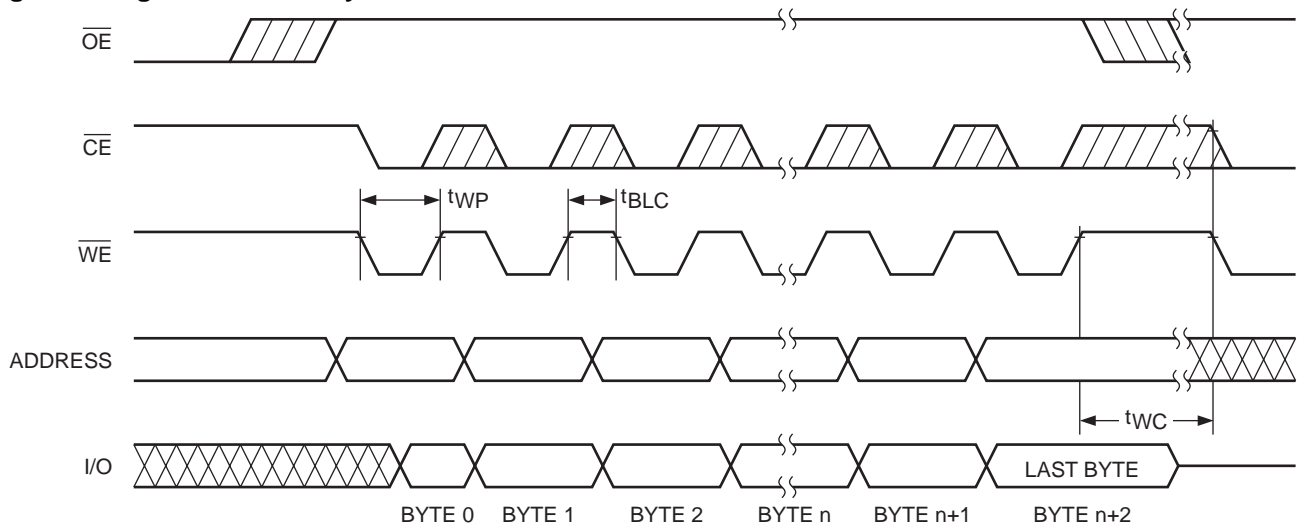 OE
CE
tWP
tBLC
WE
ADDRESS
tWC
I/O
LAST BYTE
BYTE 0 BYTE 1 BYTE 2 BYTE n BYTE n+1 BYTE n+2